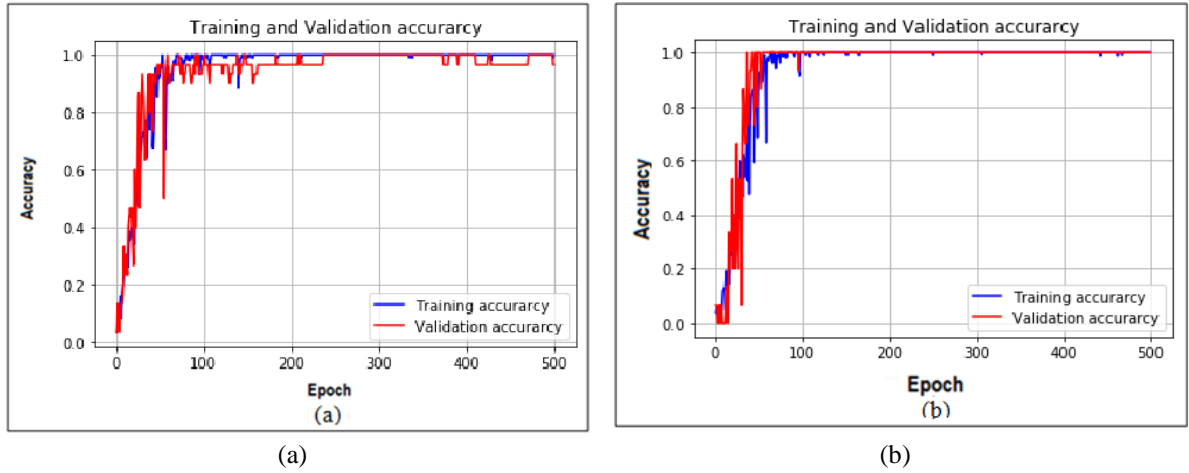 Training and Validation accurarcy
1.0
0.8
0.6
0.4
0.2
0.0
Accuracy
Training accurarcy
Validation accurarcy
0 100 200 300 400 500
Epoch
(a)
Training and Validation accurarcy
1.0
0.8
0.6
0.4
0.2
0.0
Accuracy
Training accurarcy
Validation accurarcy
0 100 200 300 400 500
Epoch
(b)
(a) (b)